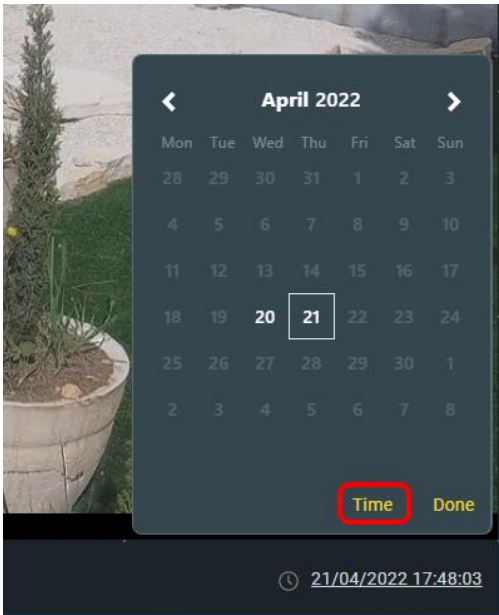 April 2022
Mon Tue Wed Thu Fri Sat Sun
28 29 30 31 1 2 3
4 5 6 7 8 9 10
11 12 13 14 15 16 17
18 19 20 21 22 23 24
25 26 27 28 29 30 1
2 3 4 5 6 7 8
Time Done
21/04/2022 17:48:03